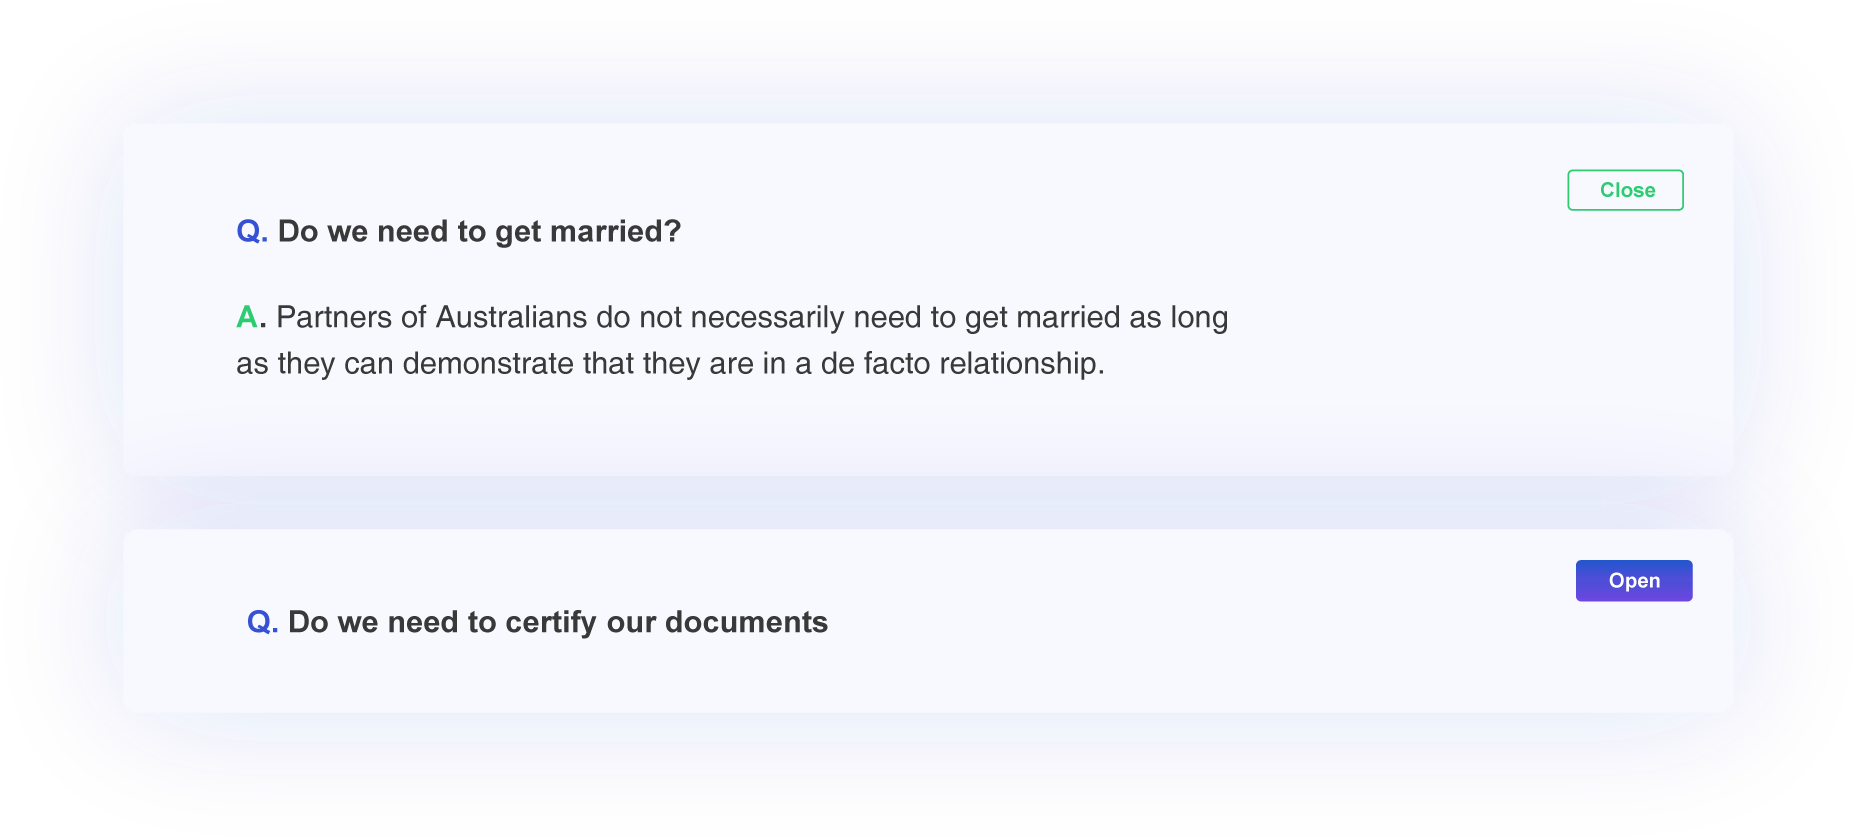 Close
Q. Do we need to get married?
A. Partners of Australians do not necessarily need to get married as long
as they can demonstrate that they are in a de facto relationship.
Open
Q. Do we need to certify our documents